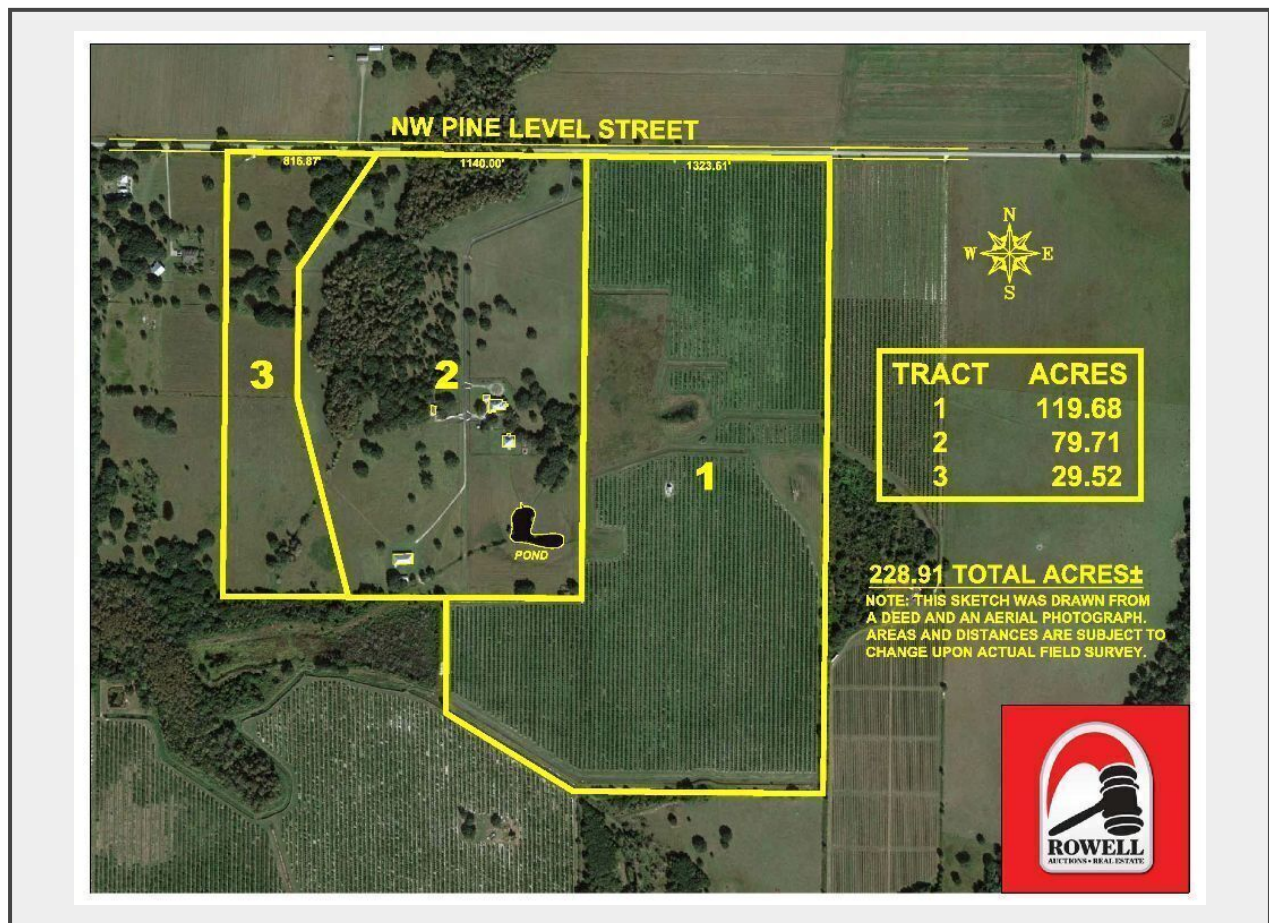 NW PINE LEVEL STREET
816.87'
1140.00'
1323.61'
N
W
E
S
3
2
1
POND
TRACT ACRES
1 119.68
2 79.71
3 29.52
228.91 TOTAL ACRES±
NOTE: THIS SKETCH WAS DRAWN FROM
A DEED AND AN AERIAL PHOTOGRAPH.
AREAS AND DISTANCES ARE SUBJECT TO
CHANGE UPON ACTUAL FIELD SURVEY.
ROWELL
AUCTIONS • REAL ESTATE